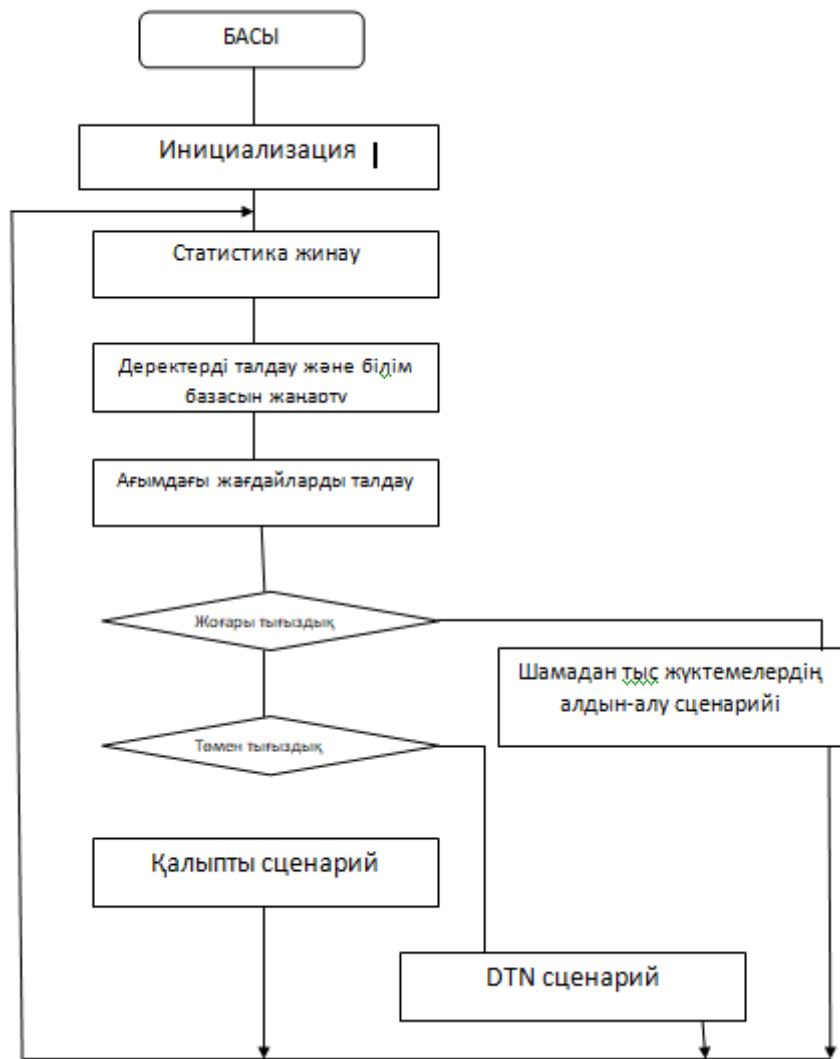 БАСЫ
Инициализация
Статистика жинау
Деректерді талдау және білім
базасын жаңарту
Ағымдағы жағдайларды талдау
Жоғары тығыздық
Шамадан тыс жүктемелердің
алдын-алу сценарийі
Төмен тығыздық
Қалыпты сценарий
DTN сценарий